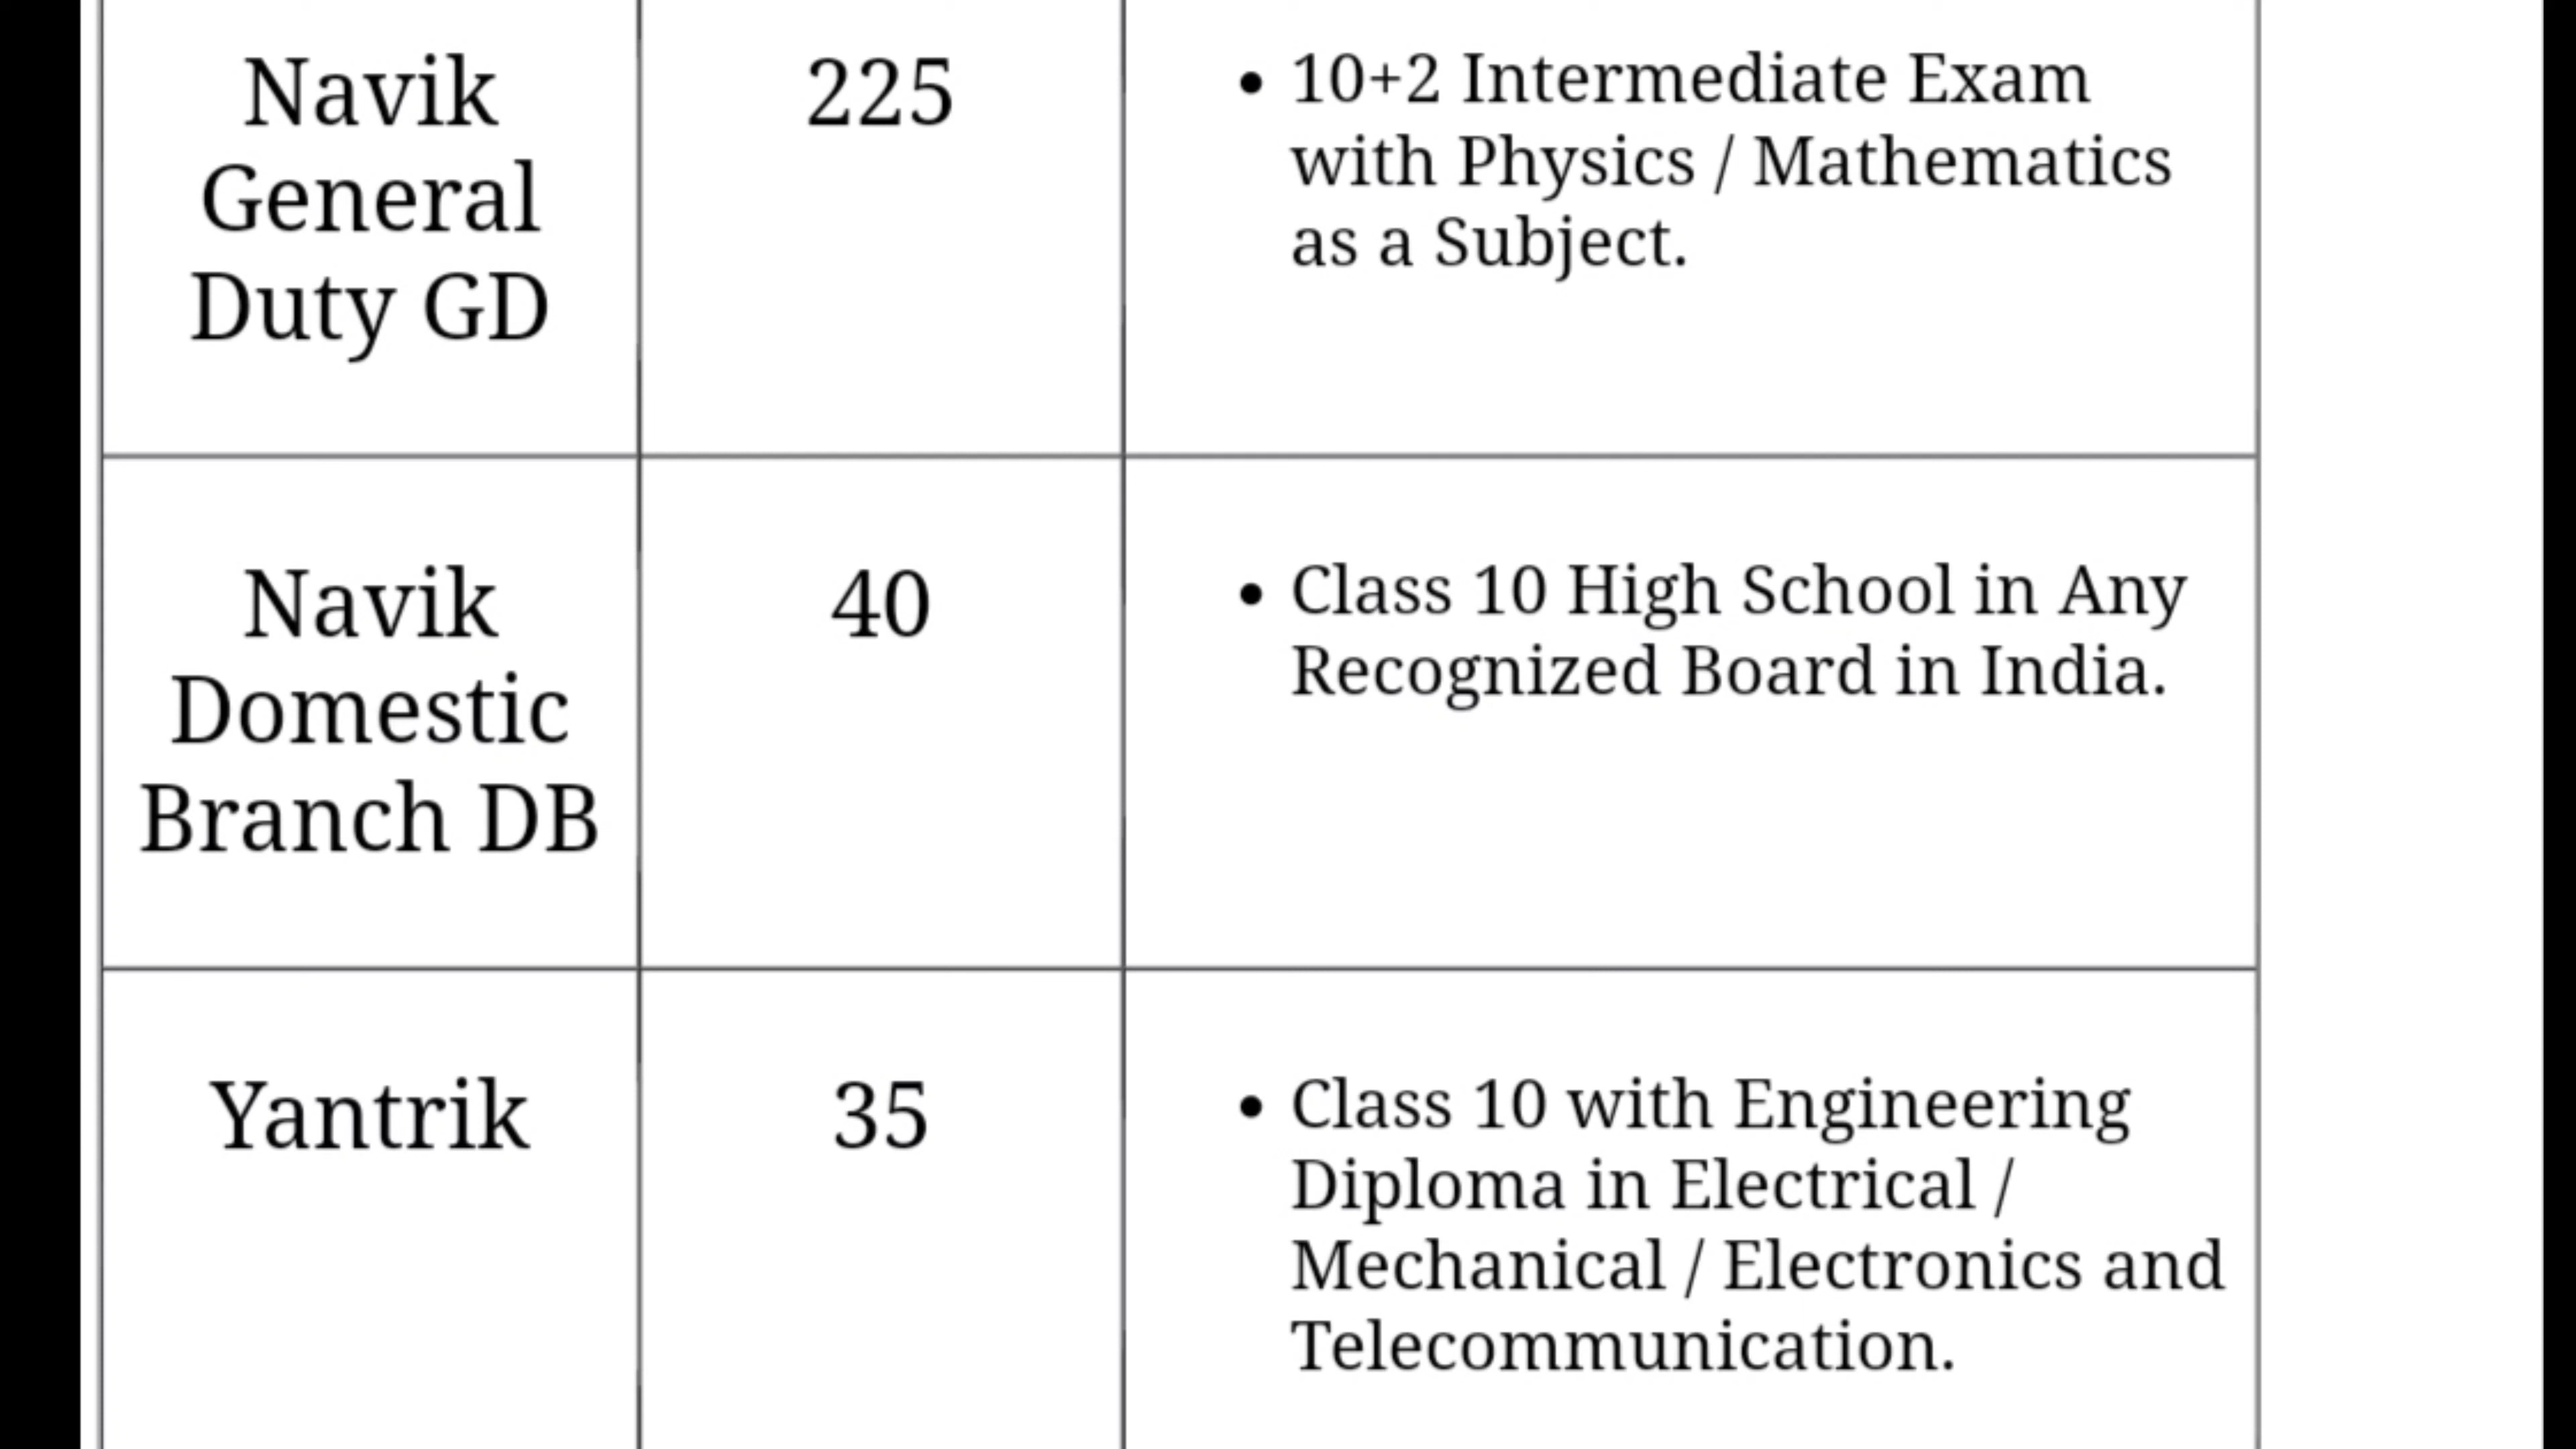 Navik
General
Duty GD
225
• 10+2 Intermediate Exam
with Physics / Mathematics
as a Subject.
Navik
Domestic
Branch DB
40
• Class 10 High School in Any
Recognized Board in India.
Yantrik
35
• Class 10 with Engineering
Diploma in Electrical /
Mechanical / Electronics and
Telecommunication.